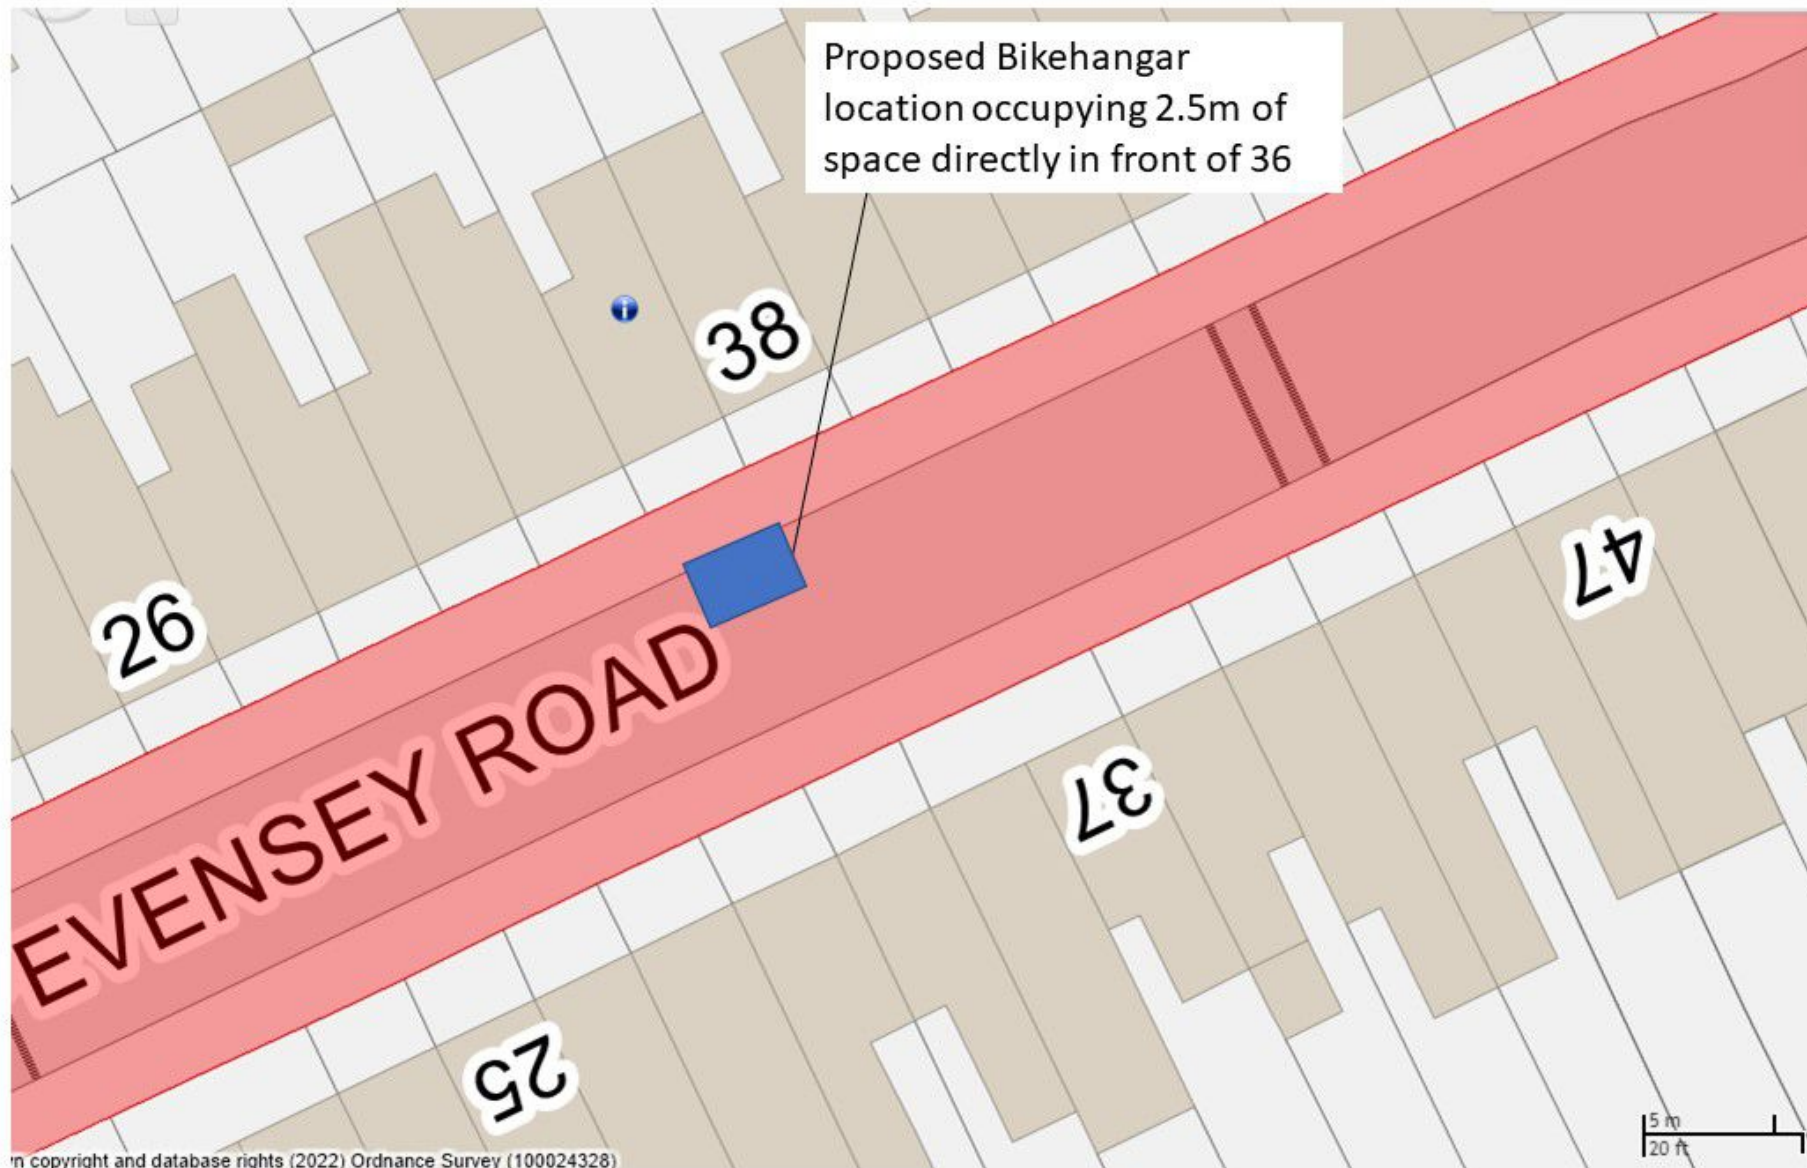 Proposed Bikehangar
location occupying 2.5m of
space directly in front of 36
38
26
47
EVENSEY ROAD
37
25
5 m
20 ft
n copyright and database rights (2022) Ordnance Survey (100024328)